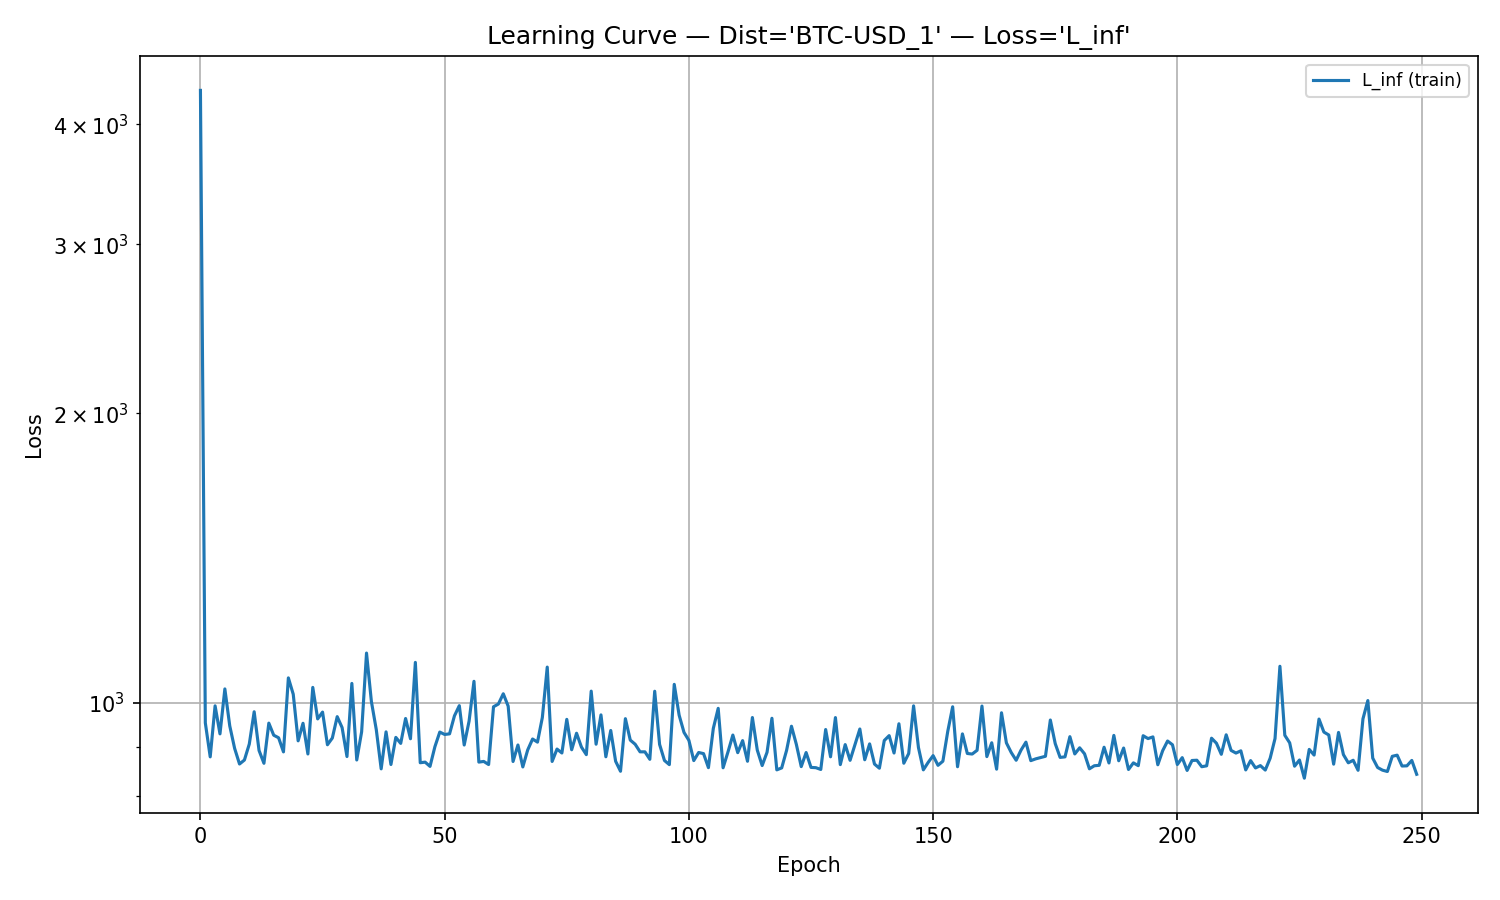 Learning Curve — Dist='BTC-USD_1' — Loss='L_inf'
L_inf (train)
4 × 10³
3 × 10³
2 × 10³
10³
Loss
0 50 100 150 200 250
Epoch